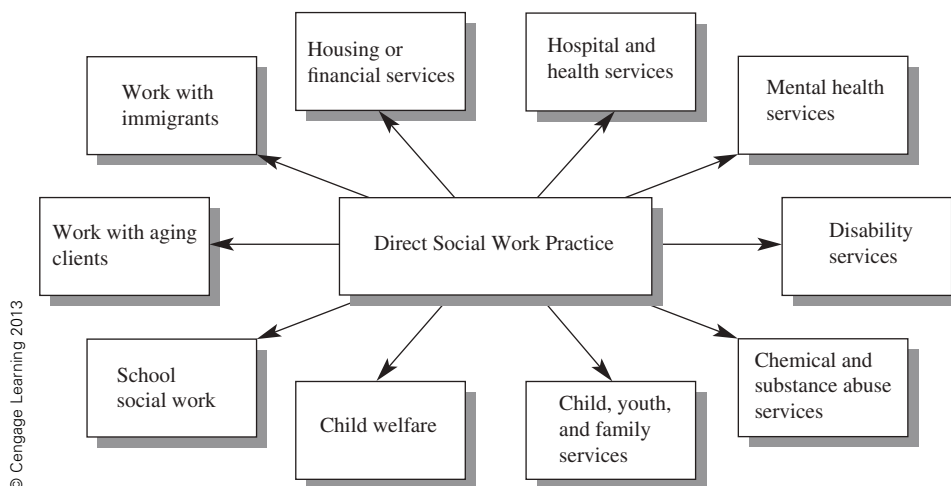 Housing or
financial services
Hospital and
health services
Work with
immigrants
Mental health
services
Work with aging
clients
Direct Social Work Practice
Disability
services
School
social work
Child welfare
Child, youth,
and family
services
Chemical and
substance abuse
services
© Cengage Learning 2013